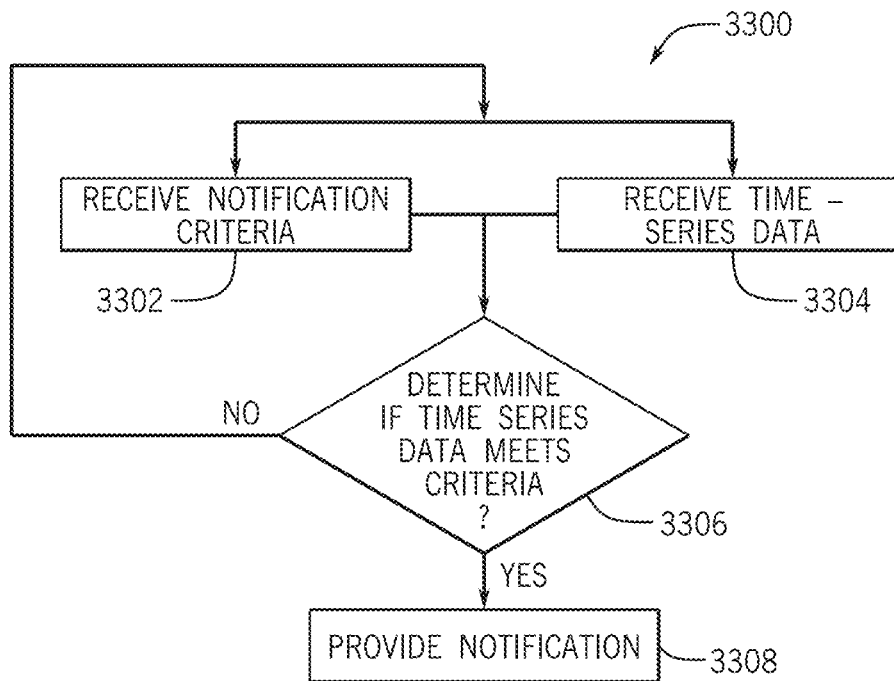 3300
RECEIVE NOTIFICATION
CRITERIA
RECEIVE TIME –
SERIES DATA
3302
3304
DETERMINE
IF TIME SERIES
DATA MEETS
CRITERIA
?
NO
3306
YES
PROVIDE NOTIFICATION
3308